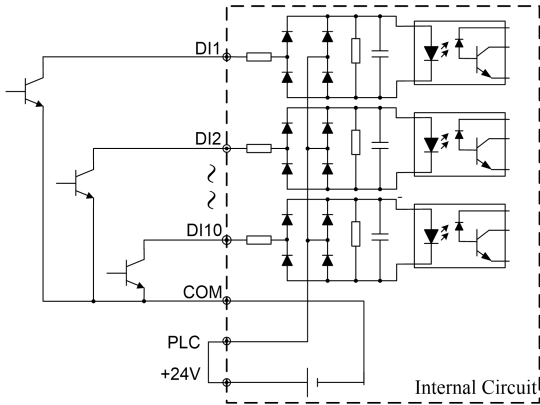 DI1
DI2
DI10
COM
PLC
+24V
Internal Circuit